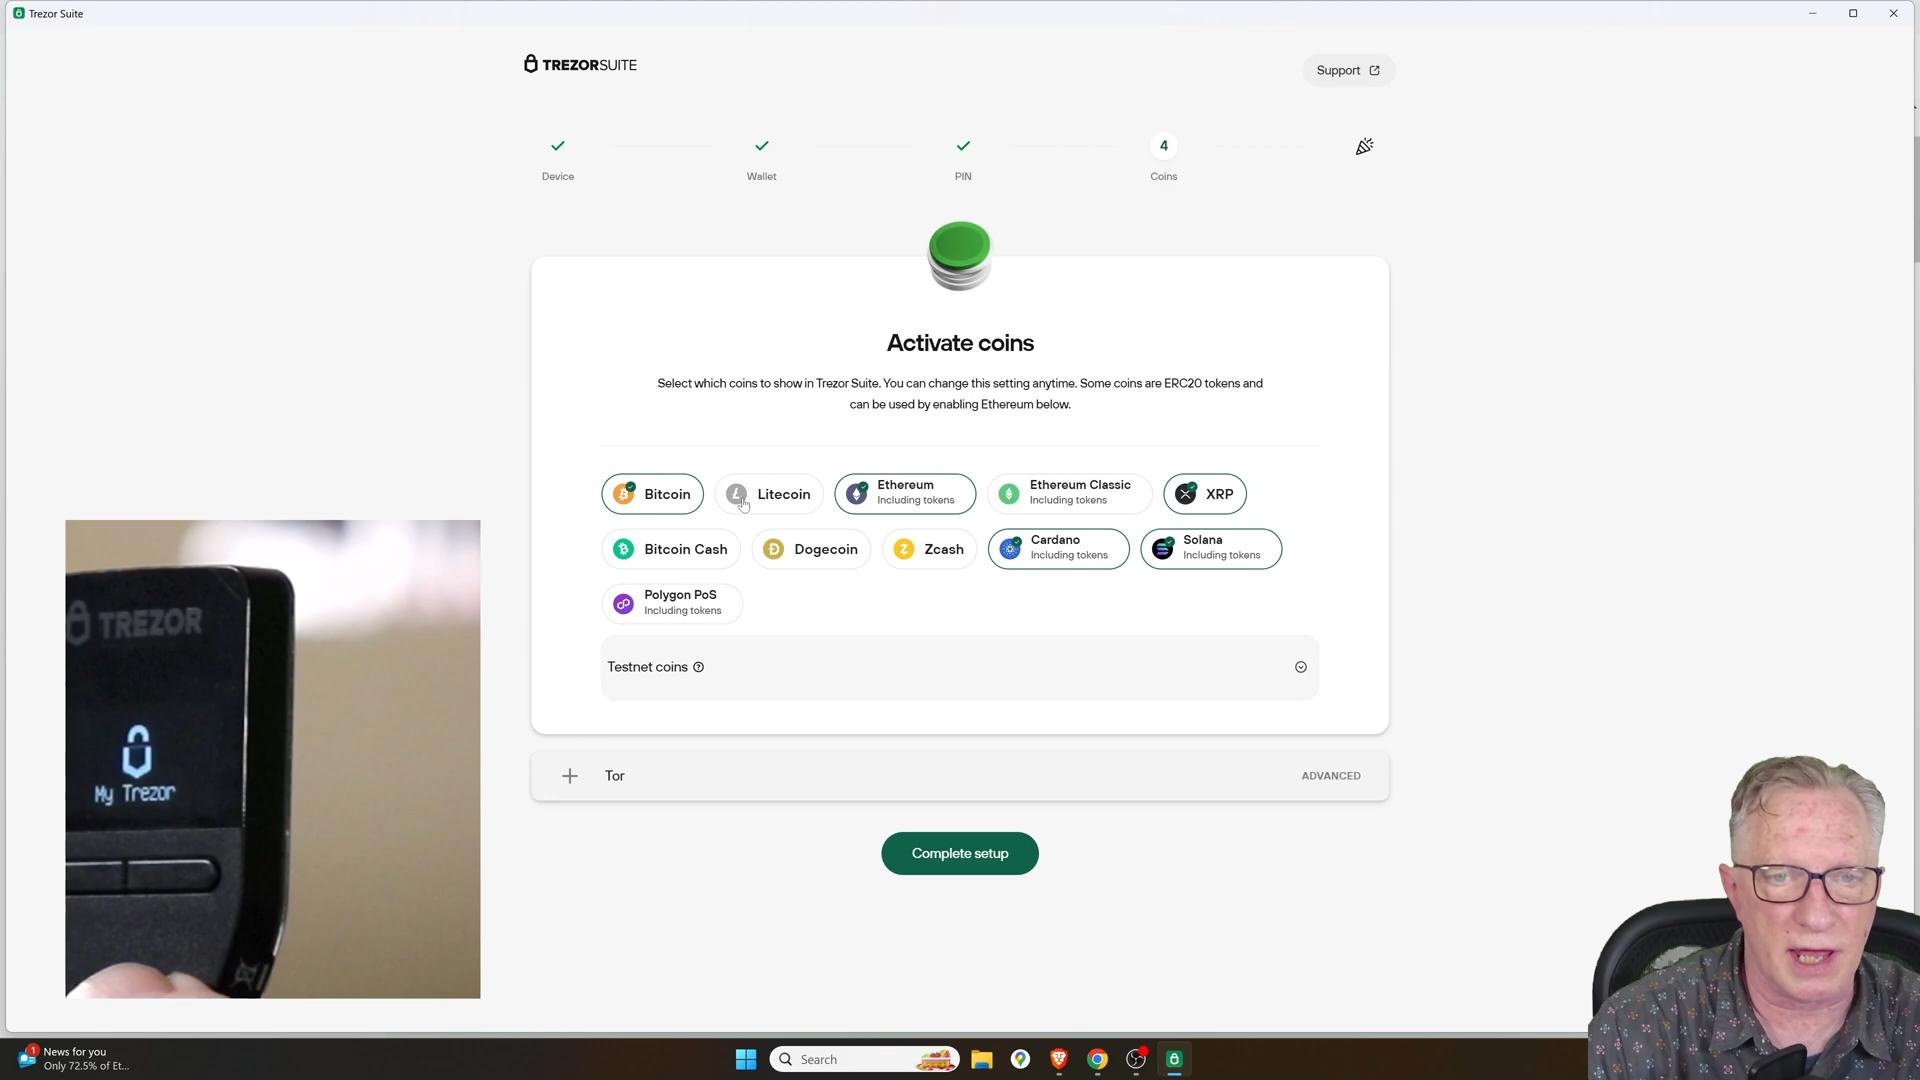 Trezor Suite
TREZORSUITE
Support
4
Device
Wallet
PIN
Coins
Activate coins
Select which coins to show in Trezor Suite. You can change this setting anytime. Some coins are ERC20 tokens and
can be used by enabling Ethereum below.
Bitcoin
Litecoin
Ethereum
Including tokens
Ethereum Classic
Including tokens
XRP
Bitcoin Cash
Dogecoin
Zcash
Cardano
Including tokens
Solana
Including tokens
Polygon PoS
Including tokens
Testnet coins
Tor
ADVANCED
Complete setup
TREZOR
My Trezor
1
News for you
Only 72.5% of Et...
Search